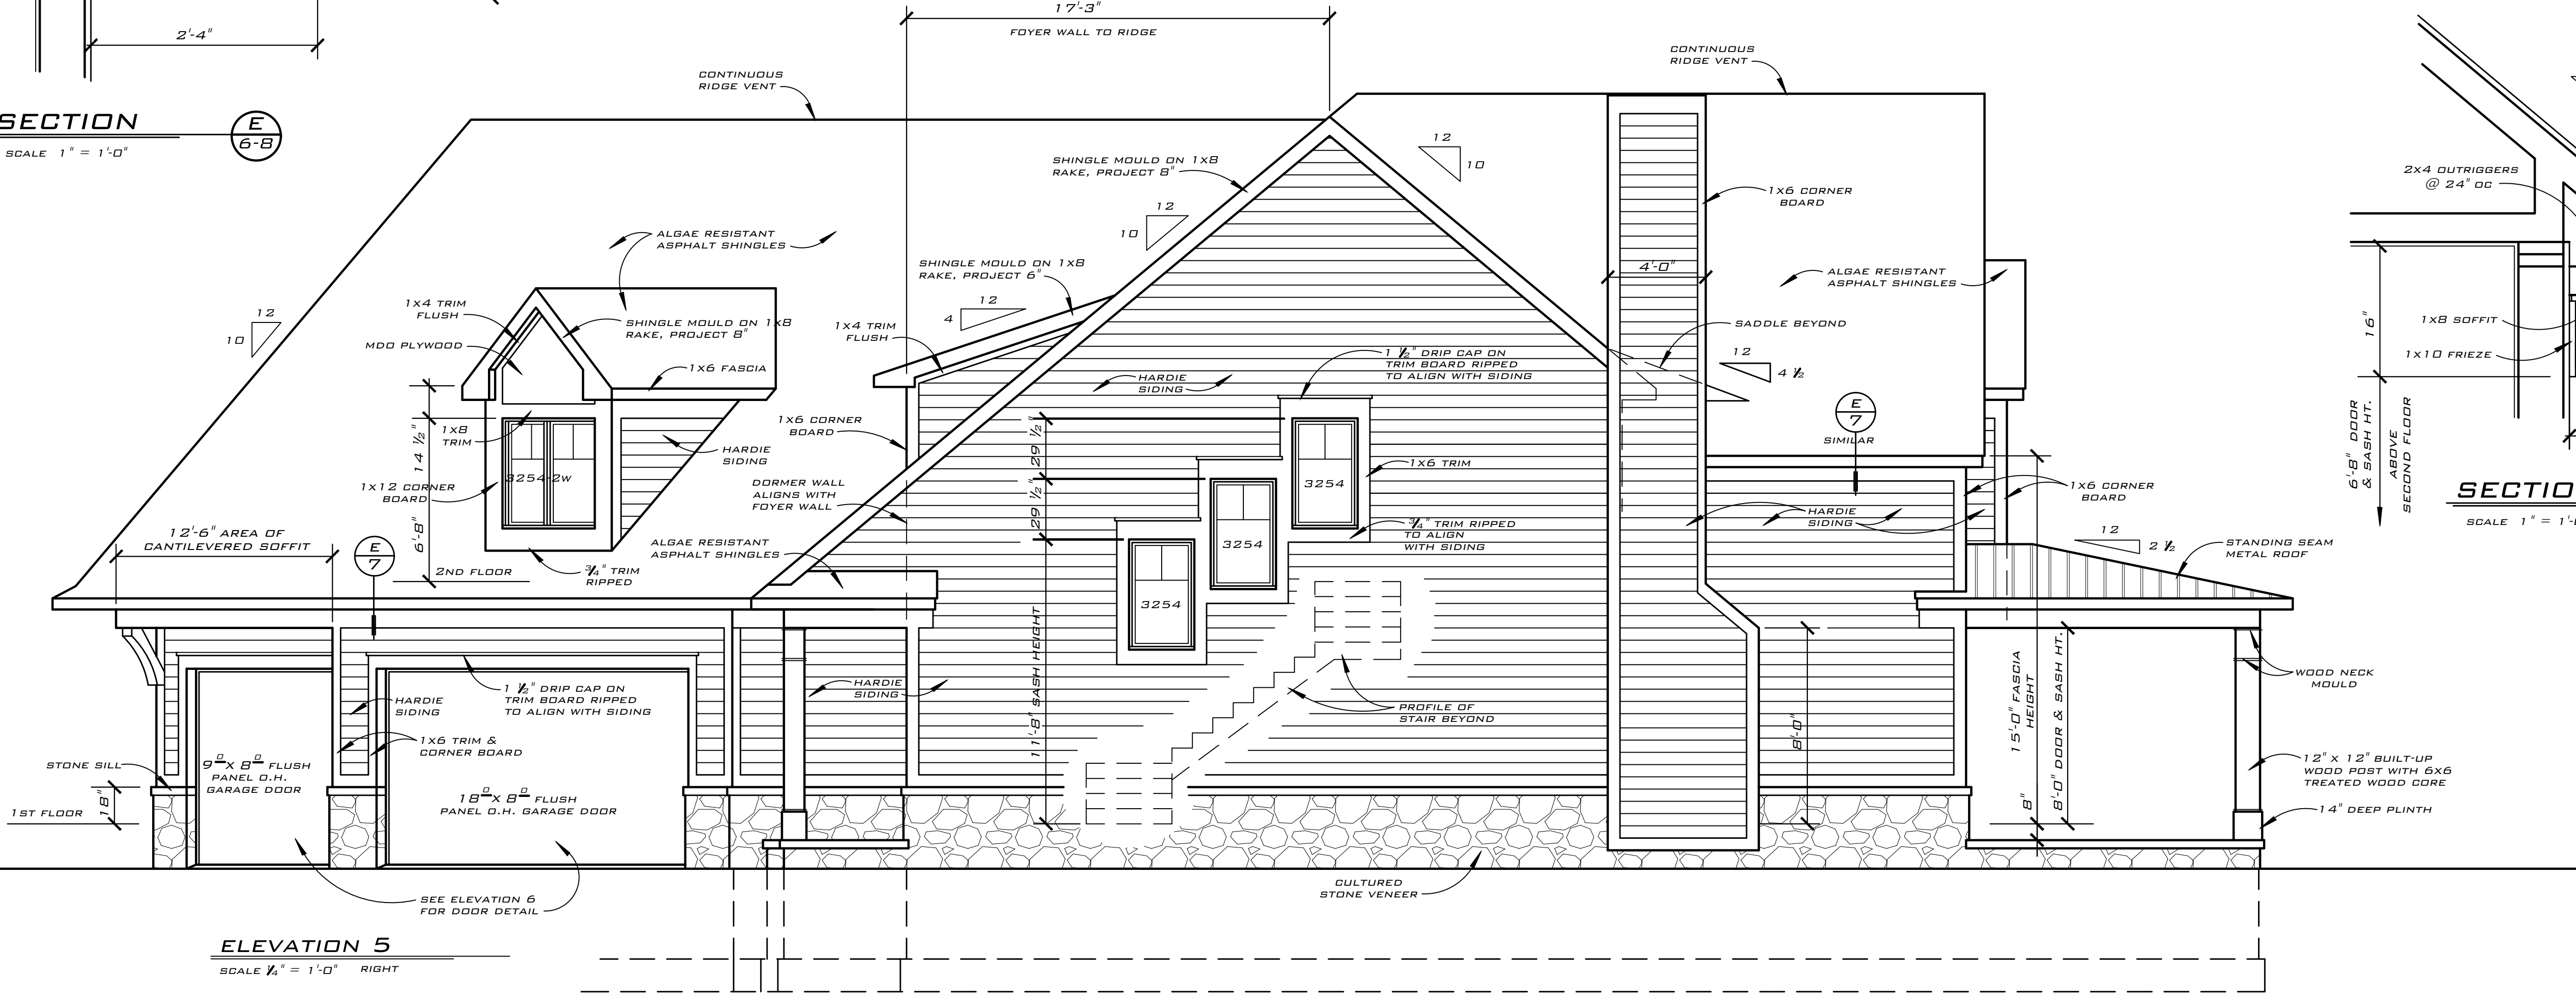 2'-4"
SECTION
SCALE 1" = 1'-0"
E
6-8
17'-3"
FOYER WALL TO RIDGE
CONTINUOUS
RIDGE VENT
CONTINUOUS
RIDGE VENT
12
10
SHINGLE MOULD ON 1x8
RAKE, PROJECT 8"
12
10
1x6 CORNER
BOARD
ALGAE RESISTANT
ASPHALT SHINGLES
SHINGLE MOULD ON 1x8
RAKE, PROJECT 6"
12
4
4'-0"
ALGAE RESISTANT
ASPHALT SHINGLES
12
10
1x4 TRIM
FLUSH
SHINGLE MOULD ON 1x8
RAKE, PROJECT 8"
MDO PLYWOOD
1x6 FASCIA
1x4 TRIM
FLUSH
SADDLE BEYOND
12
4 1/2
HARDIE
SIDING
1 1/2" DRIP CAP ON
TRIM BOARD RIPPED
TO ALIGN WITH SIDING
1x8
TRIM
14 1/2"
6'-8"
HARDIE
SIDING
3254-2W
1x12 CORNER
BOARD
1x6 CORNER
BOARD
DORMER WALL
ALIGNS WITH
FOYER WALL
29 1/2"
29 1/2"
11'-8" SASH HEIGHT
3254
3254
3254
1x6 TRIM
3/4" TRIM RIPPED
TO ALIGN
WITH SIDING
E
7
SIMILAR
HARDIE
SIDING
1x6 CORNER
BOARD
12
2 1/2
STANDING SEAM
METAL ROOF
12'-6" AREA OF
CANTILEVERED SOFFIT
E
7
2ND FLOOR
3/4" TRIM
RIPPED
ALGAE RESISTANT
ASPHALT SHINGLES
HARDIE
SIDING
1 1/2" DRIP CAP ON
TRIM BOARD RIPPED
TO ALIGN WITH SIDING
1x6 TRIM &
CORNER BOARD
HARDIE
SIDING
PROFILE OF
STAIR BEYOND
8'-0"
15'-0" FASCIA
HEIGHT
8"
8'-0" DOOR & SASH HT.
WOOD NECK
MOULD
12" x 12" BUILT-UP
WOOD POST WITH 6x6
TREATED WOOD CORE
14" DEEP PLINTH
STONE SILL
1ST FLOOR
18"
9 0 x 8 0 FLUSH
PANEL O.H.
GARAGE DOOR
18 0 x 8 0 FLUSH
PANEL O.H. GARAGE DOOR
SEE ELEVATION 6
FOR DOOR DETAIL
CULTURED
STONE VENEER
ELEVATION 5
SCALE 1/4" = 1'-0" RIGHT
2x4 OUTRIGGERS
@ 24" OC
16"
1x8 SOFFIT
1x10 FRIEZE
6'-8" DOOR
& SASH HT.
ABOVE
SECOND FLOOR
SECTIO
SCALE 1" = 1'-